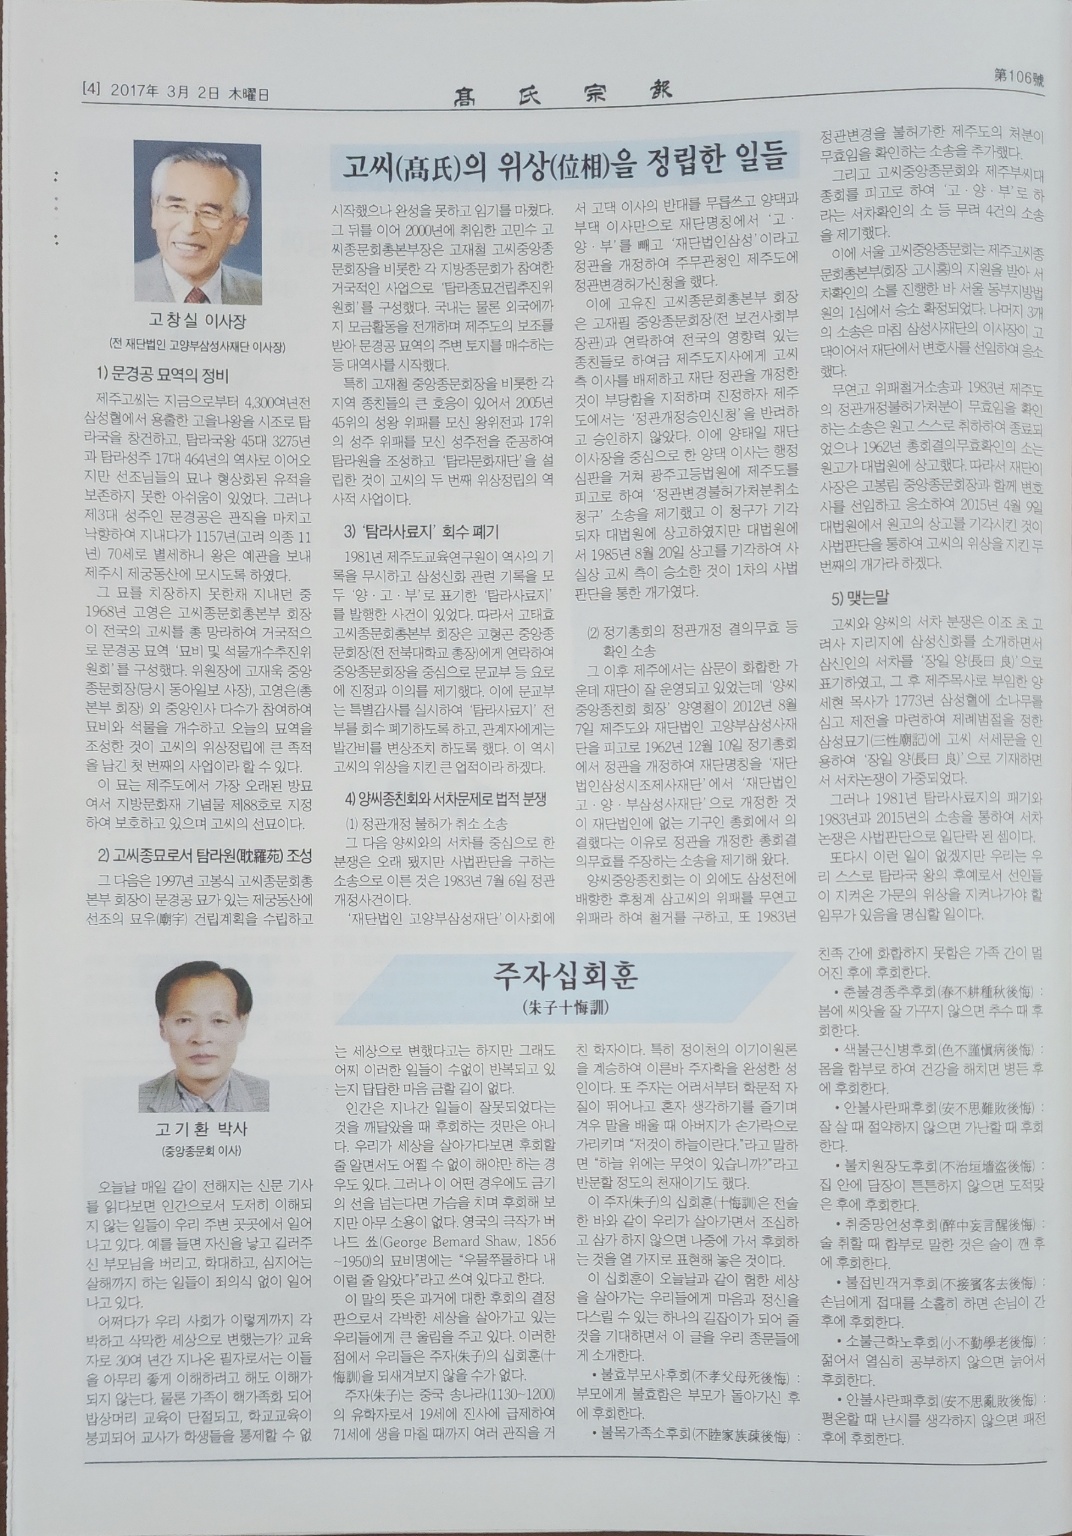 [4] 2017年 3月 2日 木曜日
髙氏宗報
第106號
고씨(髙氏)의 위상(位相)을 정립한 일들
고창실 이사장
(전 재단법인 고양부삼성사재단 이사장)
1) 문경공 묘역의 정비
제주고씨는 지금으로부터 4,300여년전
삼성혈에서 용출한 고을나왕을 시조로 탐
라국을 창건하고, 탐라국왕 45대 3275년
과 탐라성주 17대 464년의 역사로 이어오
지만 선조님들의 묘나 형상화된 유적을
보존하지 못한 아쉬움이 있었다. 그러나
제3대 성주인 문경공은 관직을 마치고
낙향하여 지내다가 1157년(고려 의종 11
년) 70세로 별세하니 왕은 예관을 보내
제주시 제궁동산에 모시도록 하였다.
그 묘를 치장하지 못한채 지내던 중
1968년 고영은 고씨종문회총본부 회장
이 전국의 고씨를 총 망라하여 거국적으
로 문경공 묘역 '묘비 및 석물개수추진위
원회'를 구성했다. 위원장에 고재욱 중앙
종문회장(당시 동아일보 사장), 고영은(총
본부 회장) 외 중앙인사 다수가 참여하여
묘비와 석물을 개수하고 오늘의 묘역을
조성한 것이 고씨의 위상정립에 큰 족적
을 남긴 첫 번째의 사업이라 할 수 있다.
이 묘는 제주도에서 가장 오래된 방묘
여서 지방문화재 기념물 제88호로 지정
하여 보호하고 있으며 고씨의 선묘이다.
2) 고씨종묘로서 탐라원(耽羅苑) 조성
그 다음은 1997년 고봉식 고씨종문회총
본부 회장이 문경공 묘가 있는 제궁동산에
선조의 묘우(廟宇) 건립계획을 수립하고
시작했으나 완성을 못하고 임기를 마쳤다.
그 뒤를 이어 2000년에 취임한 고민수 고
씨종문회총본부장은 고재철 고씨중앙종
문회장을 비롯한 각 지방종문회가 참여한
거국적인 사업으로 '탐라종묘건립추진위
원회'를 구성했다. 국내는 물론 외국에까
지 모금활동을 전개하며 제주도의 보조를
받아 문경공 묘역의 주변 토지를 매수하는
등 대역사를 시작했다.
특히 고재철 중앙종문회장을 비롯한 각
지역 종친들의 큰 호응이 있어서 2005년
45위의 성왕 위패를 모신 왕위전과 17위
의 성주 위패를 모신 성주전을 준공하여
탐라원을 조성하고 '탐라문화재단'을 설
립한 것이 고씨의 두 번째 위상정립의 역
사적 사업이다.
3) '탐라사료지' 회수 폐기
1981년 제주도교육연구원이 역사의 기
록을 무시하고 삼성신화 관련 기록을 모
두 '양·고·부'로 표기한 '탐라사료지'
를 발행한 사건이 있었다. 따라서 고태효
고씨종문회총본부 회장은 고형곤 중앙종
문회장(전 전북대학교 총장)에게 연락하여
중앙종문회장을 중심으로 문교부 등 요로
에 진정과 이의를 제기했다. 이에 문교부
는 특별감사를 실시하여 '탐라사료지' 전
부를 회수 폐기하도록 하고, 관계자에게는
발간비를 변상조치 하도록 했다. 이 역시
고씨의 위상을 지킨 큰 업적이라 하겠다.
4) 양씨종친회와 서차문제로 법적 분쟁
(1) 정관개정 불허가 취소 소송
그 다음 양씨와의 서차를 중심으로 한
분쟁은 오래 됐지만 사법판단을 구하는
소송으로 이른 것은 1983년 7월 6일 정관
개정사건이다.
'재단법인 고양부삼성재단' 이사회에
서 고댁 이사의 반대를 무릅쓰고 양댁과
부댁 이사만으로 재단명칭에서 '고·
양·부'를 빼고 '재단법인삼성'이라고
정관을 개정하여 주무관청인 제주도에
정관변경허가신청을 했다.
이에 고유진 고씨종문회총본부 회장
은 고재필 중앙종문회장(전 보건사회부
장관)과 연락하여 전국의 영향력 있는
종친들로 하여금 제주도지사에게 고씨
측 이사를 배제하고 재단 정관을 개정한
것이 부당함을 지적하며 진정하자 제주
도에서는 '정관개정승인신청'을 반려하
고 승인하지 않았다. 이에 양태일 재단
이사장을 중심으로 한 양댁 이사는 행정
심판을 거쳐 광주고등법원에 제주도를
피고로 하여 '정관변경불허가처분취소
청구' 소송을 제기했고 이 청구가 기각
되자 대법원에 상고하였지만 대법원에
서 1985년 8월 20일 상고를 기각하여 사
실상 고씨 측이 승소한 것이 1차의 사법
판단을 통한 개가였다.
(2) 정기총회의 정관개정 결의무효 등
확인 소송
그 이후 제주에서는 삼문이 화합한 가
운데 재단이 잘 운영되고 있었는데 '양씨
중앙종친회 회장' 양영철이 2012년 8월
7일 제주도와 재단법인 고양부삼성사재
단을 피고로 1962년 12월 10일 정기총회
에서 정관을 개정하여 재단명칭을 '재단
법인삼성시조제사재단'에서 '재단법인
고·양·부삼성사재단'으로 개정한 것
이 재단법인에 없는 기구인 총회에서 의
결했다는 이유로 정관을 개정한 총회결
의무효를 주장하는 소송을 제기해 왔다.
양씨중앙종친회는 이 외에도 삼성전에
배향한 후청계 삼고씨의 위패를 무연고
위패라 하여 철거를 구하고, 또 1983년
정관변경을 불허가한 제주도의 처분이
무효임을 확인하는 소송을 추가했다.
그리고 고씨중앙종문회와 제주부씨대
종회를 피고로 하여 '고·양·부'로 하
라는 서차확인의 소 등 무려 4건의 소송
을 제기했다.
이에 서울 고씨중앙종문회는 제주고씨종
문회총본부(회장 고시홍)의 지원을 받아 서
차확인의 소를 진행한 바 서울 동부지방법
원의 1심에서 승소 확정되었다. 나머지 3개
의 소송은 마침 삼성사재단의 이사장이 고
댁이어서 재단에서 변호사를 선임하여 응소
했다.
무연고 위패철거소송과 1983년 제주도
의 정관개정불허가처분이 무효임을 확인
하는 소송은 원고 스스로 취하하여 종료되
었으나 1962년 총회결의무효확인의 소는
원고가 대법원에 상고했다. 따라서 재단이
사장은 고봉림 중앙종문회장과 함께 변호
사를 선임하고 응소하여 2015년 4월 9일
대법원에서 원고의 상고를 기각시킨 것이
사법판단을 통하여 고씨의 위상을 지킨 두
번째의 개가라 하겠다.
5) 맺는말
고씨와 양씨의 서차 분쟁은 이조 초 고
려사 지리지에 삼성신화를 소개하면서
삼신인의 서차를 '장일 양(長曰 良)'으로
표기하였고, 그 후 제주목사로 부임한 양
세현 목사가 1773년 삼성혈에 소나무를
심고 제전을 마련하여 제례범절을 정한
삼성묘기(三性廟記)에 고씨 서세문을 인
용하여 '장일 양(長曰 良)'으로 기재하면
서 서차논쟁이 가중되었다.
그러나 1981년 탐라사료지의 폐기와
1983년과 2015년의 소송을 통하여 서차
논쟁은 사법판단으로 일단락 된 셈이다.
또다시 이런 일이 없겠지만 우리는 우
리 스스로 탐라국 왕의 후예로서 선인들
이 지켜온 가문의 위상을 지켜나가야 할
임무가 있음을 명심할 일이다.
주자십회훈
(朱子十悔訓)
고기환 박사
(중앙종문회 이사)
오늘날 매일 같이 전해지는 신문 기사
를 읽다보면 인간으로서 도저히 이해되
지 않는 일들이 우리 주변 곳곳에서 일어
나고 있다. 예를 들면 자신을 낳고 길러주
신 부모님을 버리고, 학대하고, 심지어는
살해까지 하는 일들이 죄의식 없이 일어
나고 있다.
어쩌다가 우리 사회가 이렇게까지 각
박하고 사막한 세상으로 변했는가? 교육
자로 30여 년간 지나온 필자로서는 이들
을 아무리 좋게 이해하려고 해도 이해가
되지 않는다. 물론 가족이 핵가족화 되어
밥상머리 교육이 단절되고, 학교교육이
붕괴되어 교사가 학생들을 통제할 수 없
는 세상으로 변했다고는 하지만 그래도
어찌 이러한 일들이 수없이 반복되고 있
는지 답답한 마음 금할 길이 없다.
인간은 지나간 일들이 잘못되었다는
것을 깨달았을 때 후회하는 것만은 아니
다. 우리가 세상을 살아가다보면 후회할
줄 알면서도 어쩔 수 없이 해야만 하는 경
우도 있다. 그러나 이 어떤 경우에도 금기
의 선을 넘는다면 가슴을 치며 후회해 보
지만 아무 소용이 없다. 영국의 극작가 버
나드 쑈(George Bernard Shaw, 1856
~1950)의 묘비명에는 "우물쭈물하다 내
이럴 줄 알았다"라고 쓰여 있다고 한다.
이 말의 뜻은 과거에 대한 후회의 결정
판으로서 각박한 세상을 살아가고 있는
우리들에게 큰 울림을 주고 있다. 이러한
점에서 우리들은 주자(朱子)의 십회훈(十
悔訓)을 되새겨보지 않을 수가 없다.
주자(朱子)는 중국 송나라(1130~1200)
의 유학자로서 19세에 진사에 급제하여
71세에 생을 마칠 때까지 여러 관직을 거
친 학자이다. 특히 정이천의 이기이원론
을 계승하여 이른바 주자학을 완성한 성
인이다. 또 주자는 어려서부터 학문적 자
질이 뛰어나고 혼자 생각하기를 즐기며
겨우 말을 배울 때 아버지가 손가락으로
가리키며 "저것이 하늘이란다."라고 말하
면 "하늘 위에는 무엇이 있습니까?"라고
반문할 정도의 천재이기도 했다.
이 주자(朱子)의 십회훈(十悔訓)은 전술
한 바와 같이 우리가 살아가면서 조심하
고 삼가 하지 않으면 나중에 가서 후회하
는 것을 열 가지로 표현해 놓은 것이다.
이 십회훈이 오늘날과 같이 험한 세상
을 살아가는 우리들에게 마음과 정신을
다스릴 수 있는 하나의 길잡이가 되어 줄
것을 기대하면서 이 글을 우리 종문들에
게 소개한다.
• 불효부모사후회(不孝父母死後悔) :
부모에게 불효함은 부모가 돌아가신 후
에 후회한다.
• 불목가족소후회(不睦家族疎後悔) :
친족 간에 화합하지 못함은 가족 간이 멀
어진 후에 후회한다.
• 춘불경종추후회(春不耕種秋後悔) :
봄에 씨앗을 잘 가꾸지 않으면 추수 때 후
회한다.
• 색불근신병후회(色不謹愼病後悔) :
몸을 함부로 하여 건강을 해치면 병든 후
에 후회한다.
• 안불사란패후회(安不思難敗後悔) :
잘 살 때 절약하지 않으면 가난할 때 후회
한다.
• 불치원장도후회(不治垣墻盜後悔) :
집 안에 담장이 튼튼하지 않으면 도적맞
은 후에 후회한다.
• 취중망언성후회(醉中妄言醒後悔) :
술 취할 때 함부로 말한 것은 술이 깬 후
에 후회한다.
• 불접빈객거후회(不接賓客去後悔) :
손님에게 접대를 소홀히 하면 손님이 간
후에 후회한다.
• 소불근학노후회(小不勤學老後悔) :
젊어서 열심히 공부하지 않으면 늙어서
후회한다.
• 안불사란패후회(安不思亂敗後悔) :
평온할 때 난시를 생각하지 않으면 패전
후에 후회한다.